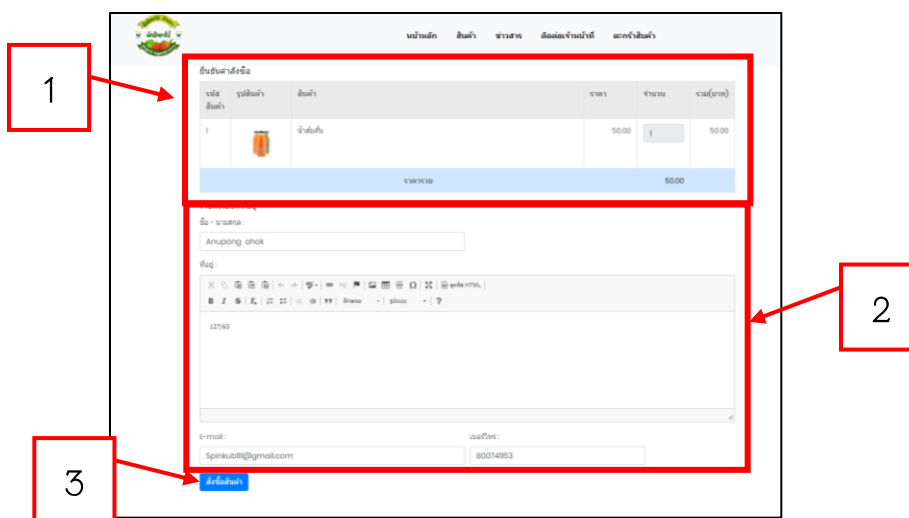 หน้าหลัก สินค้า ข่าวสาร ติดต่อเจ้าหน้าที่ ตะกร้าสินค้า
1
ยืนยันคำสั่งซื้อ
รหัสสินค้า รูปสินค้า สินค้า ราคา จำนวน รวม(บาท)
1 น้ำส้มคั้น 50.00 1 50.00
ราคารวม 50.00
ชื่อ - นามสกุล :
Anupong ohok
ที่อยู่ :
B I S
?
127/63
2
E-mail : เบอร์โทร :
@gmail.com
3
สั่งซื้อสินค้า